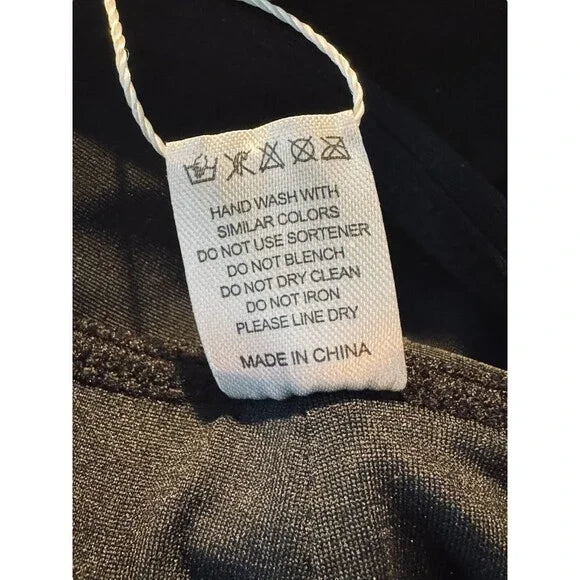 HAND WASH WITH
SIMILAR COLORS
DO NOT USE SORTENER
DO NOT BLENCH
DO NOT DRY CLEAN
DO NOT IRON
PLEASE LINE DRY
MADE IN CHINA